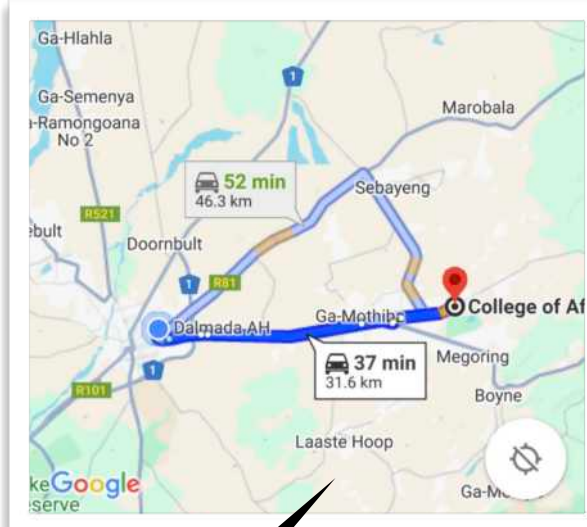 Ga-Hlahla
1
Ga-Semenya
a-Ramongoana
No 2
Marobala
52 min
46.3 km
Sebayeng
R521
ebult
Doornbult
1
R81
Dalmada AH
Ga-Mothiba
College of Af
37 min
31.6 km
Megoring
R101
1
Boyne
Laaste Hoop
ke
Google
serve